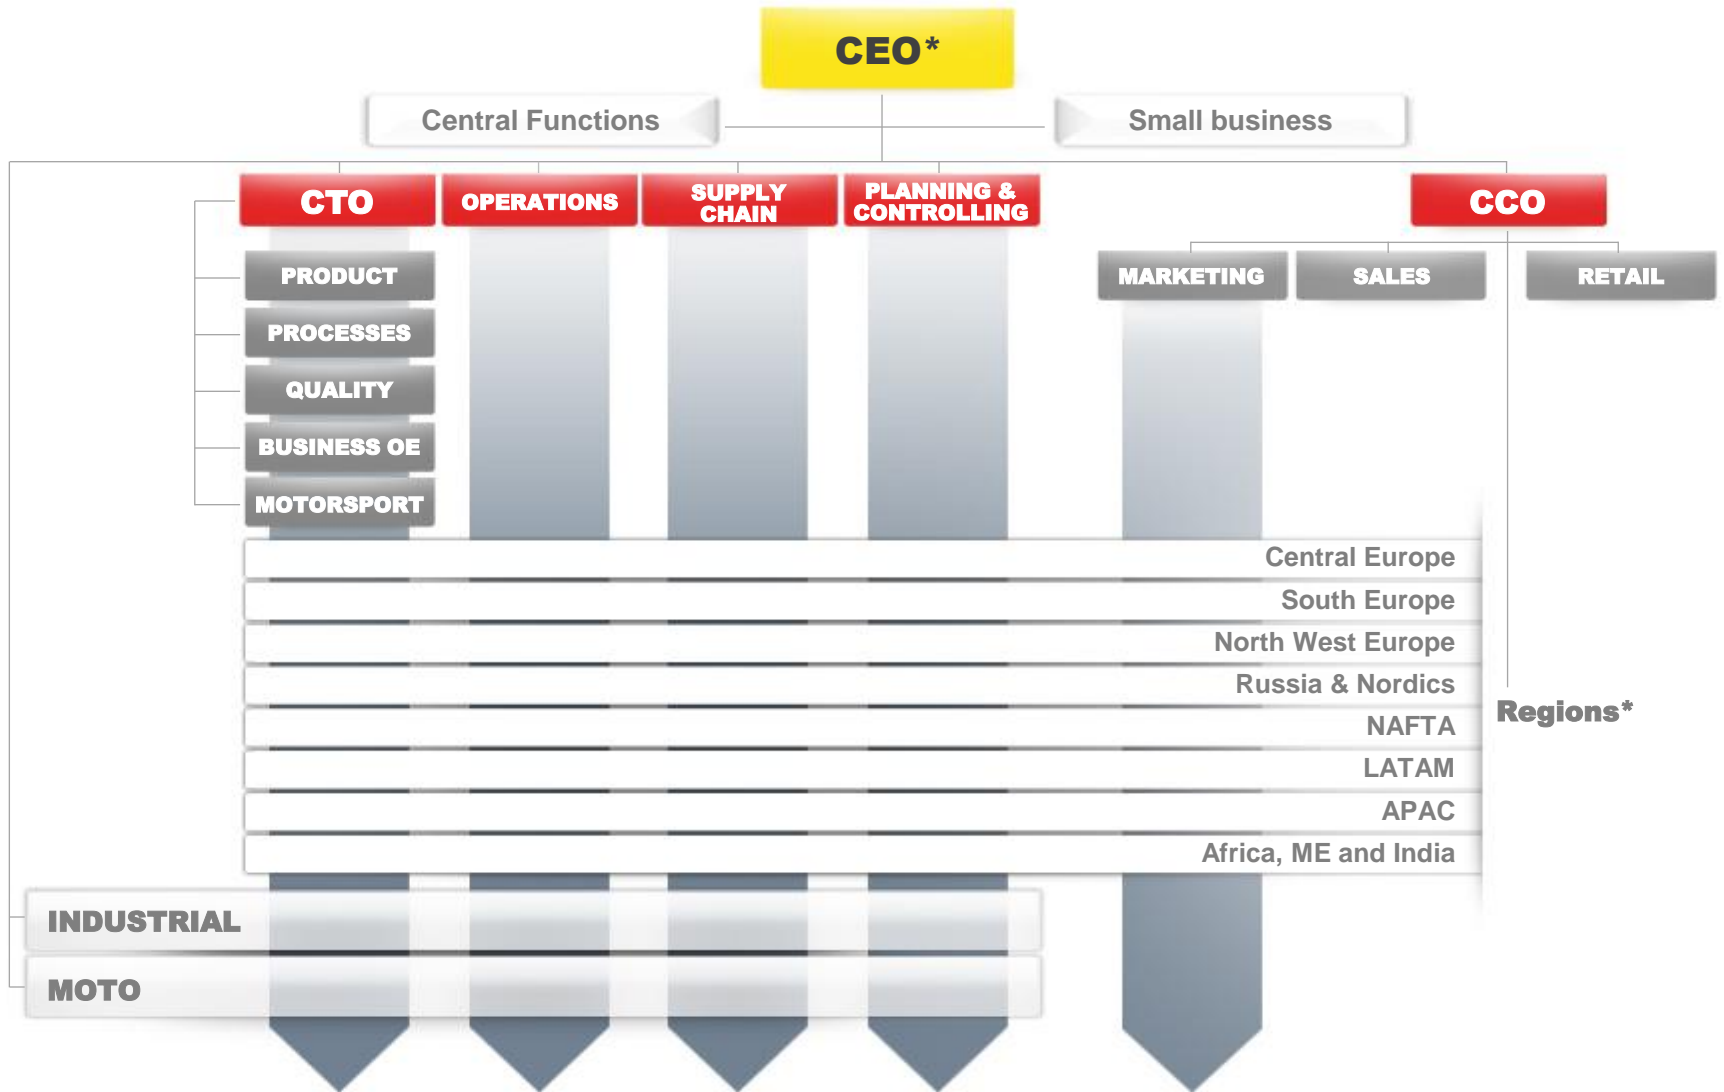 CEO*
Central Functions
Small business
CTO
OPERATIONS
SUPPLY
CHAIN
PLANNING &
CONTROLLING
CCO
PRODUCT
PROCESSES
QUALITY
BUSINESS OE
MOTORSPORT
MARKETING
SALES
RETAIL
Central Europe
South Europe
North West Europe
Russia & Nordics
NAFTA
LATAM
APAC
Africa, ME and India
Regions*
INDUSTRIAL
MOTO